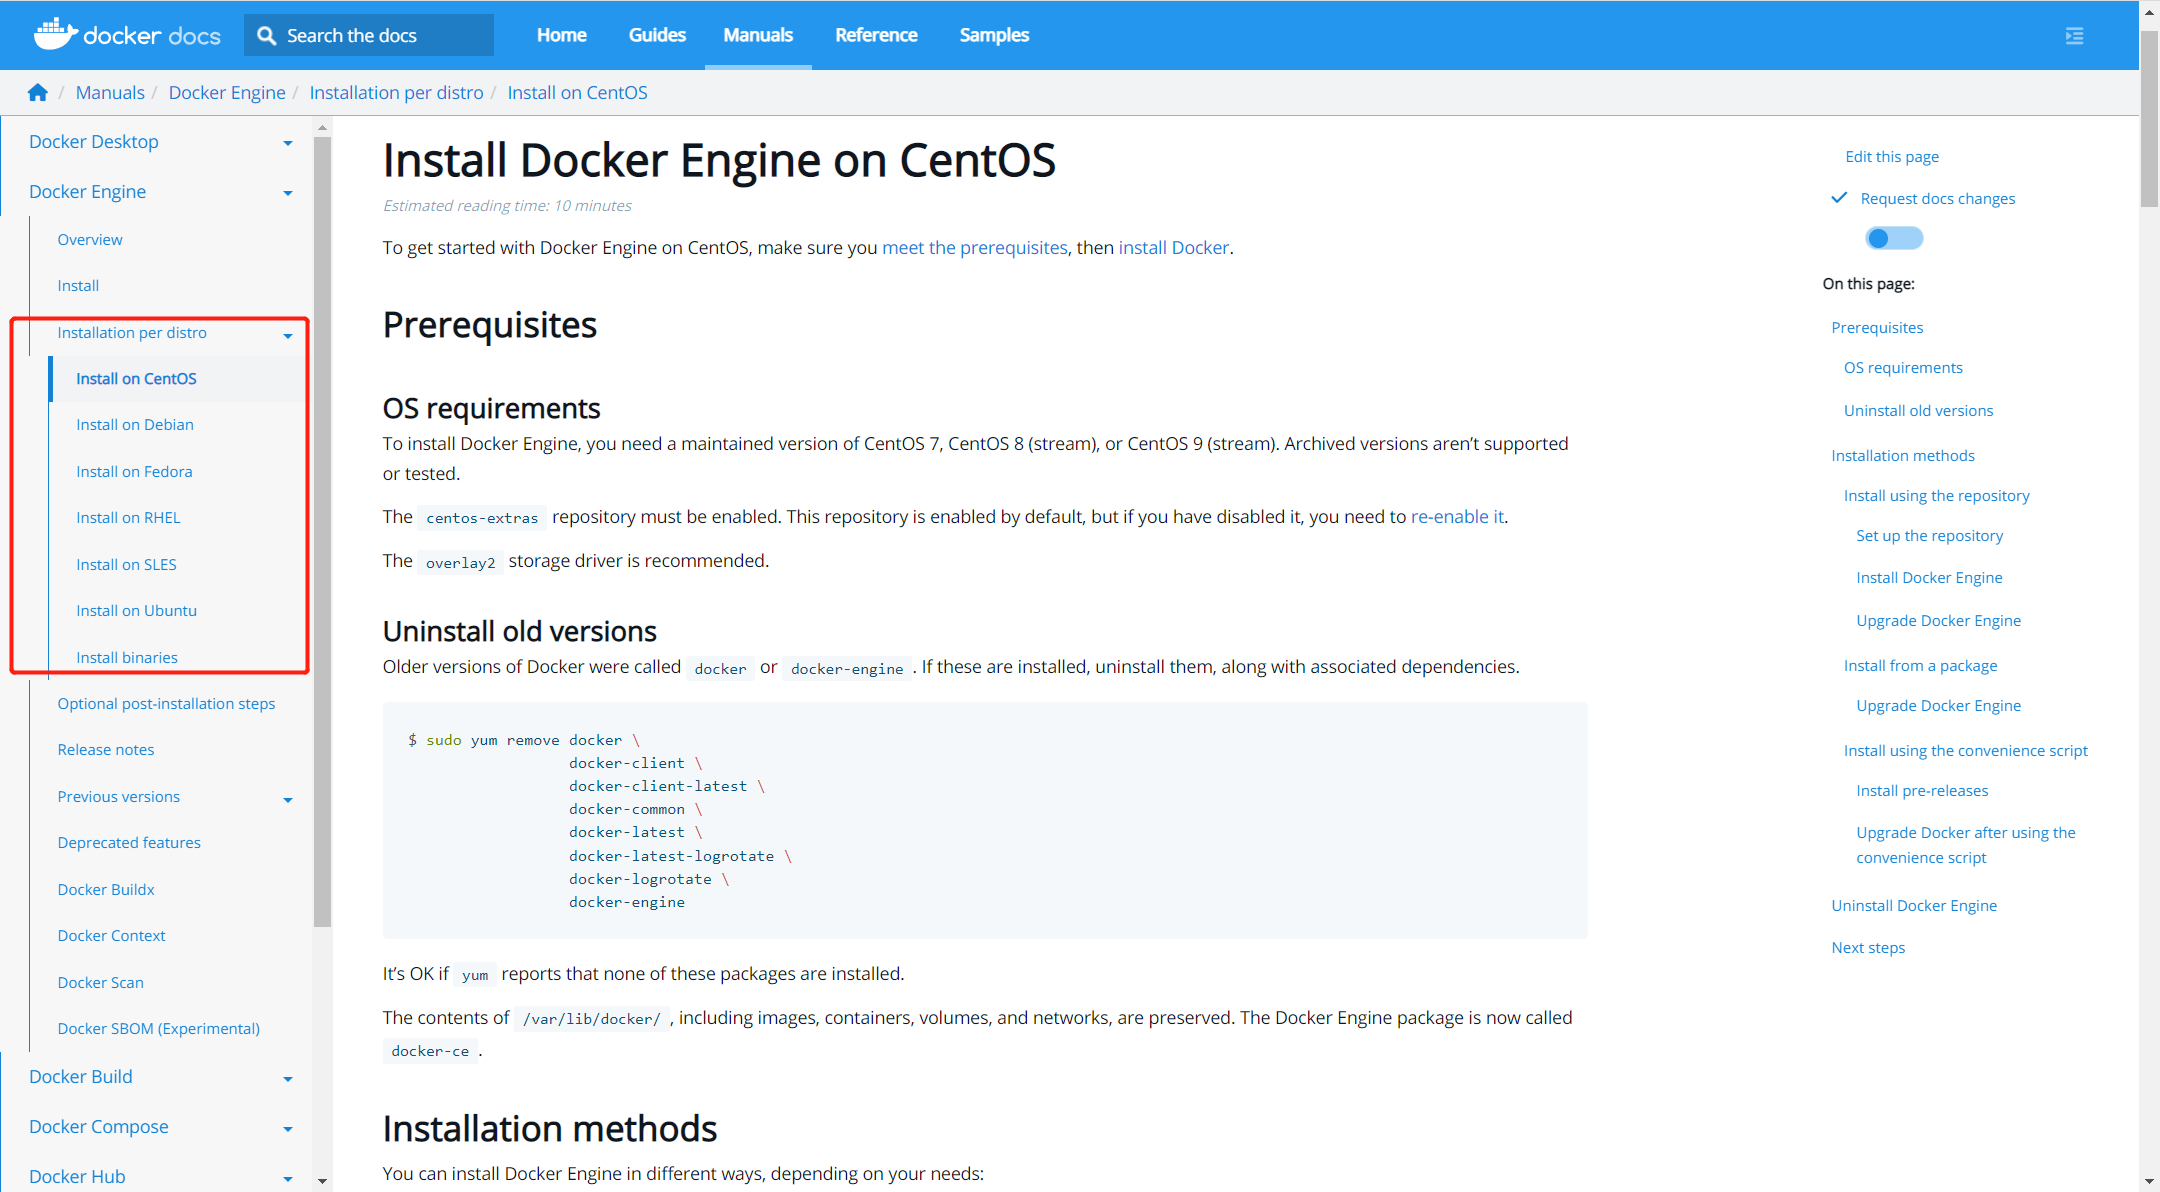 docker docs
Search the docs
Home
Guides
Manuals
Reference
Samples
/ Manuals / Docker Engine / Installation per distro / Install on CentOS
Docker Desktop
Docker Engine
Overview
Install
Installation per distro
Install on CentOS
Install on Debian
Install on Fedora
Install on RHEL
Install on SLES
Install on Ubuntu
Install binaries
Optional post-installation steps
Release notes
Previous versions
Deprecated features
Docker Buildx
Docker Context
Docker Scan
Docker SBOM (Experimental)
Docker Build
Docker Compose
Docker Hub
Install Docker Engine on CentOS
Estimated reading time: 10 minutes
To get started with Docker Engine on CentOS, make sure you meet the prerequisites, then install Docker.
Prerequisites
OS requirements
To install Docker Engine, you need a maintained version of CentOS 7, CentOS 8 (stream), or CentOS 9 (stream). Archived versions aren’t supported
or tested.
The centos-extras repository must be enabled. This repository is enabled by default, but if you have disabled it, you need to re-enable it.
The overlay2 storage driver is recommended.
Uninstall old versions
Older versions of Docker were called docker or docker-engine . If these are installed, uninstall them, along with associated dependencies.
$ sudo yum remove docker \
docker-client \
docker-client-latest \
docker-common \
docker-latest \
docker-latest-logrotate \
docker-logrotate \
docker-engine
It’s OK if yum reports that none of these packages are installed.
The contents of /var/lib/docker/ , including images, containers, volumes, and networks, are preserved. The Docker Engine package is now called
docker-ce .
Installation methods
You can install Docker Engine in different ways, depending on your needs:
Edit this page
Request docs changes
On this page:
Prerequisites
OS requirements
Uninstall old versions
Installation methods
Install using the repository
Set up the repository
Install Docker Engine
Upgrade Docker Engine
Install from a package
Upgrade Docker Engine
Install using the convenience script
Install pre-releases
Upgrade Docker after using the
convenience script
Uninstall Docker Engine
Next steps